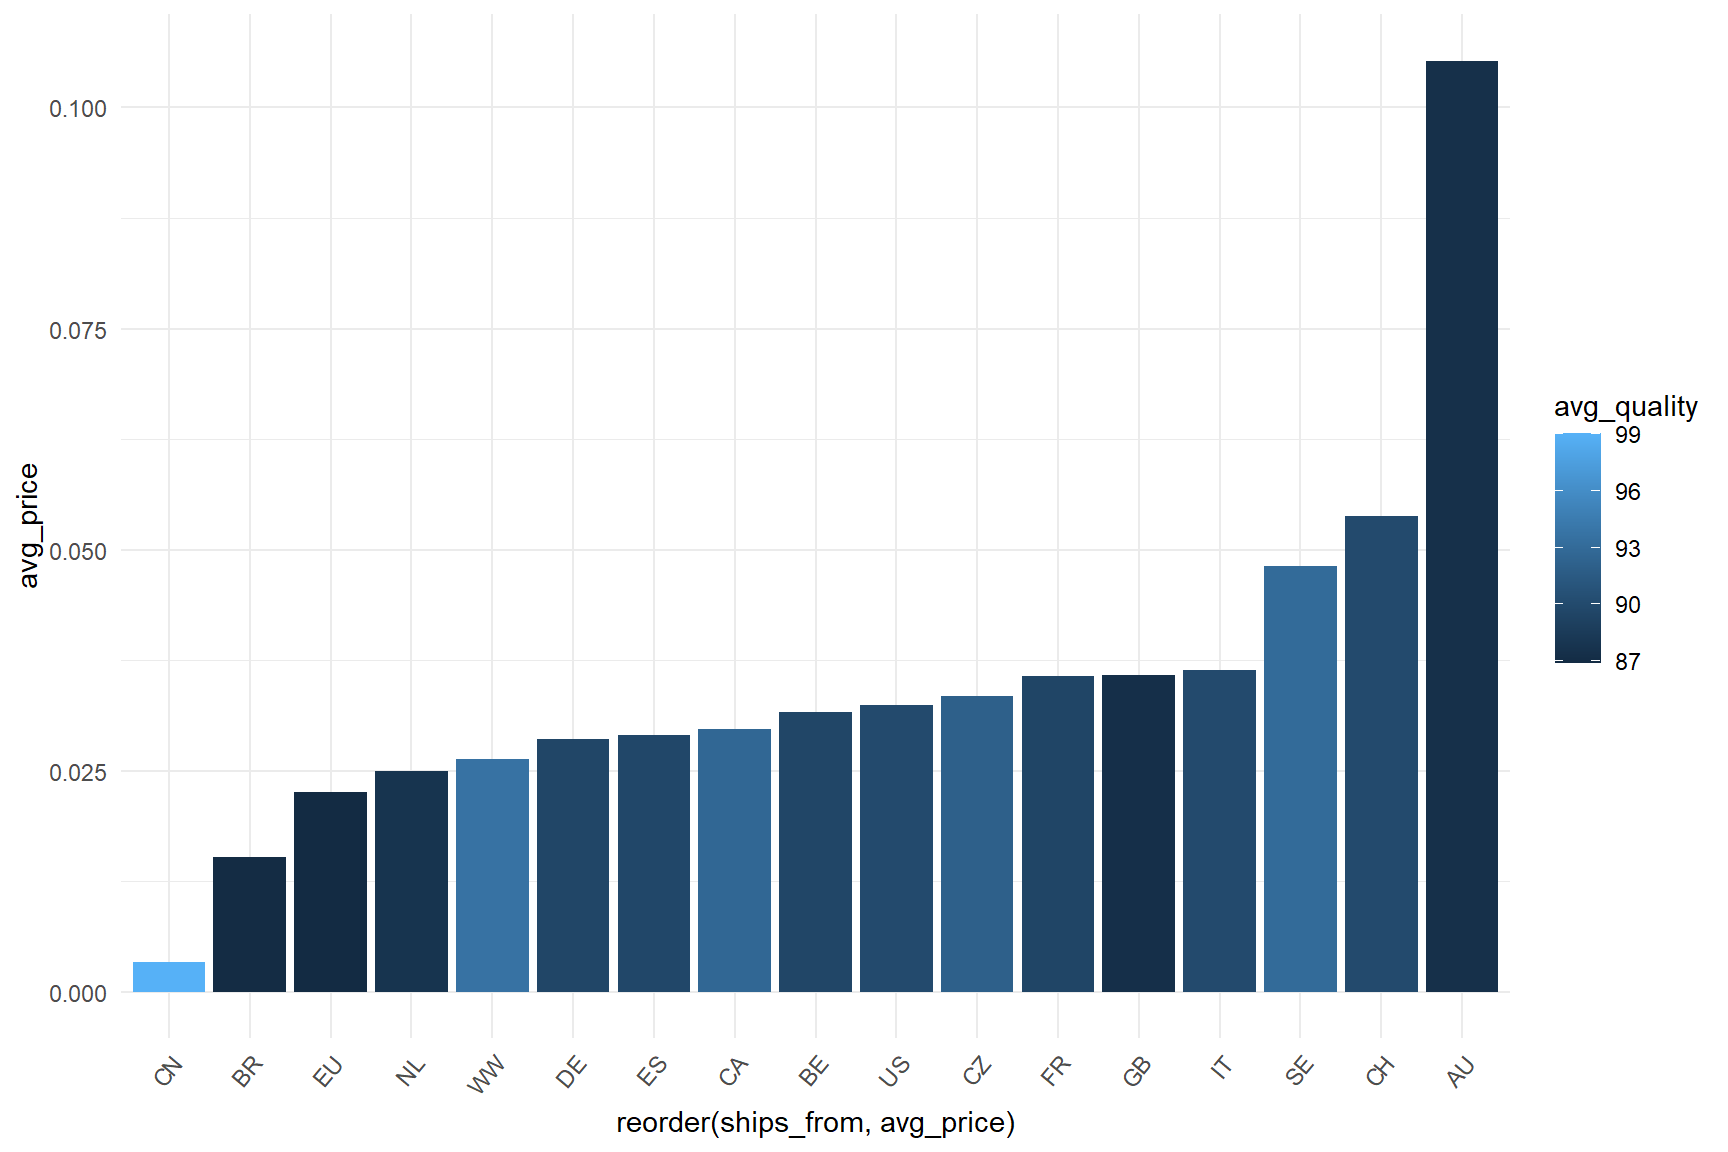 avg_price
0.100
0.075
0.050
0.025
0.000
CN BR EU NL WW DE ES CA BE US CZ FR GB IT SE CH AU
reorder(ships_from, avg_price)
avg_quality
99
96
93
90
87